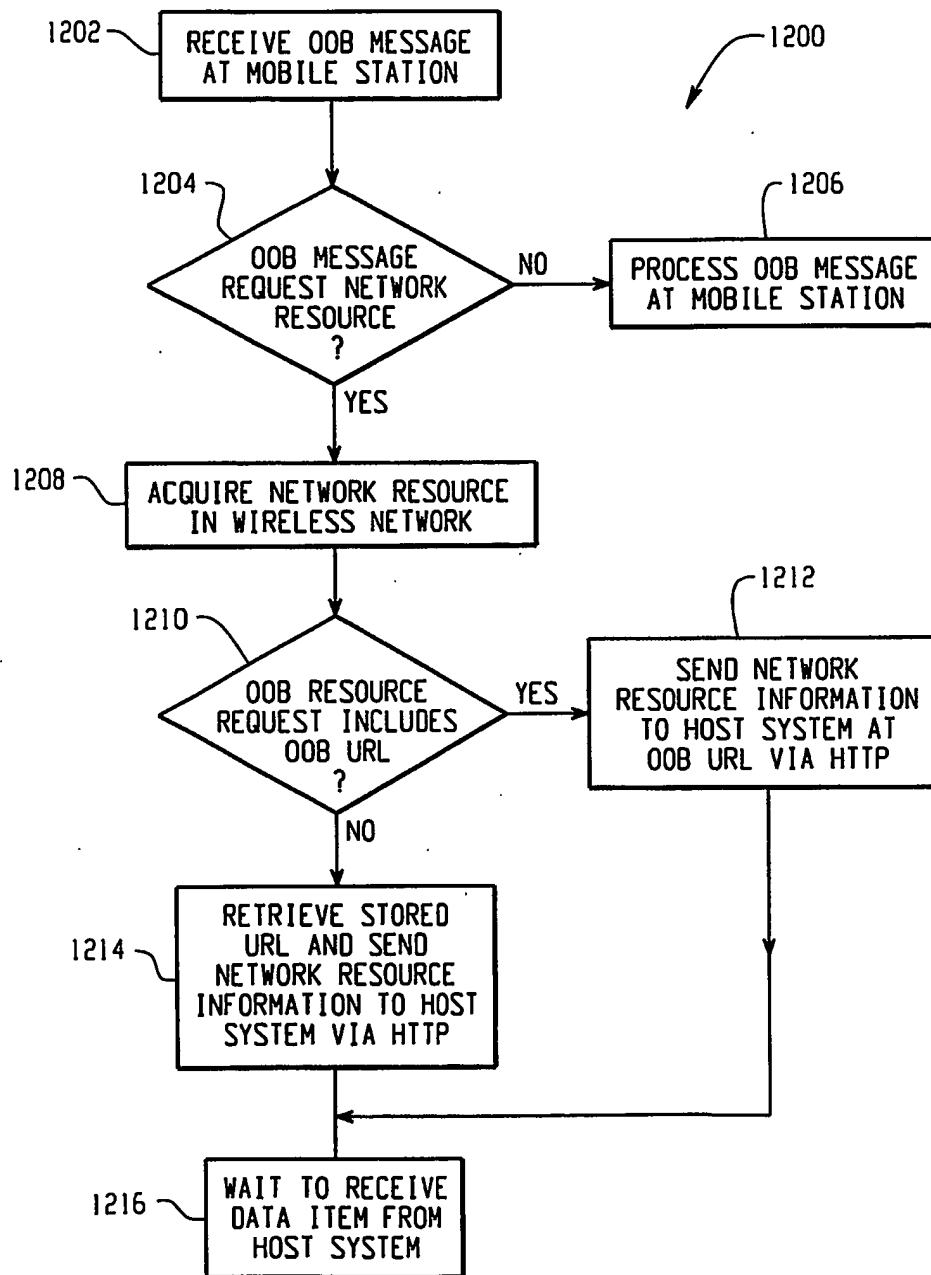 1202
RECEIVE OOB MESSAGE
AT MOBILE STATION
1200
1204
OOB MESSAGE
REQUEST NETWORK
RESOURCE
?
NO
1206
PROCESS OOB MESSAGE
AT MOBILE STATION
YES
1208
ACQUIRE NETWORK RESOURCE
IN WIRELESS NETWORK
1210
OOB RESOURCE
REQUEST INCLUDES
OOB URL
?
YES
1212
SEND NETWORK
RESOURCE INFORMATION
TO HOST SYSTEM AT
OOB URL VIA HTTP
NO
1214
RETRIEVE STORED
URL AND SEND
NETWORK RESOURCE
INFORMATION TO HOST
SYSTEM VIA HTTP
1216
WAIT TO RECEIVE
DATA ITEM FROM
HOST SYSTEM